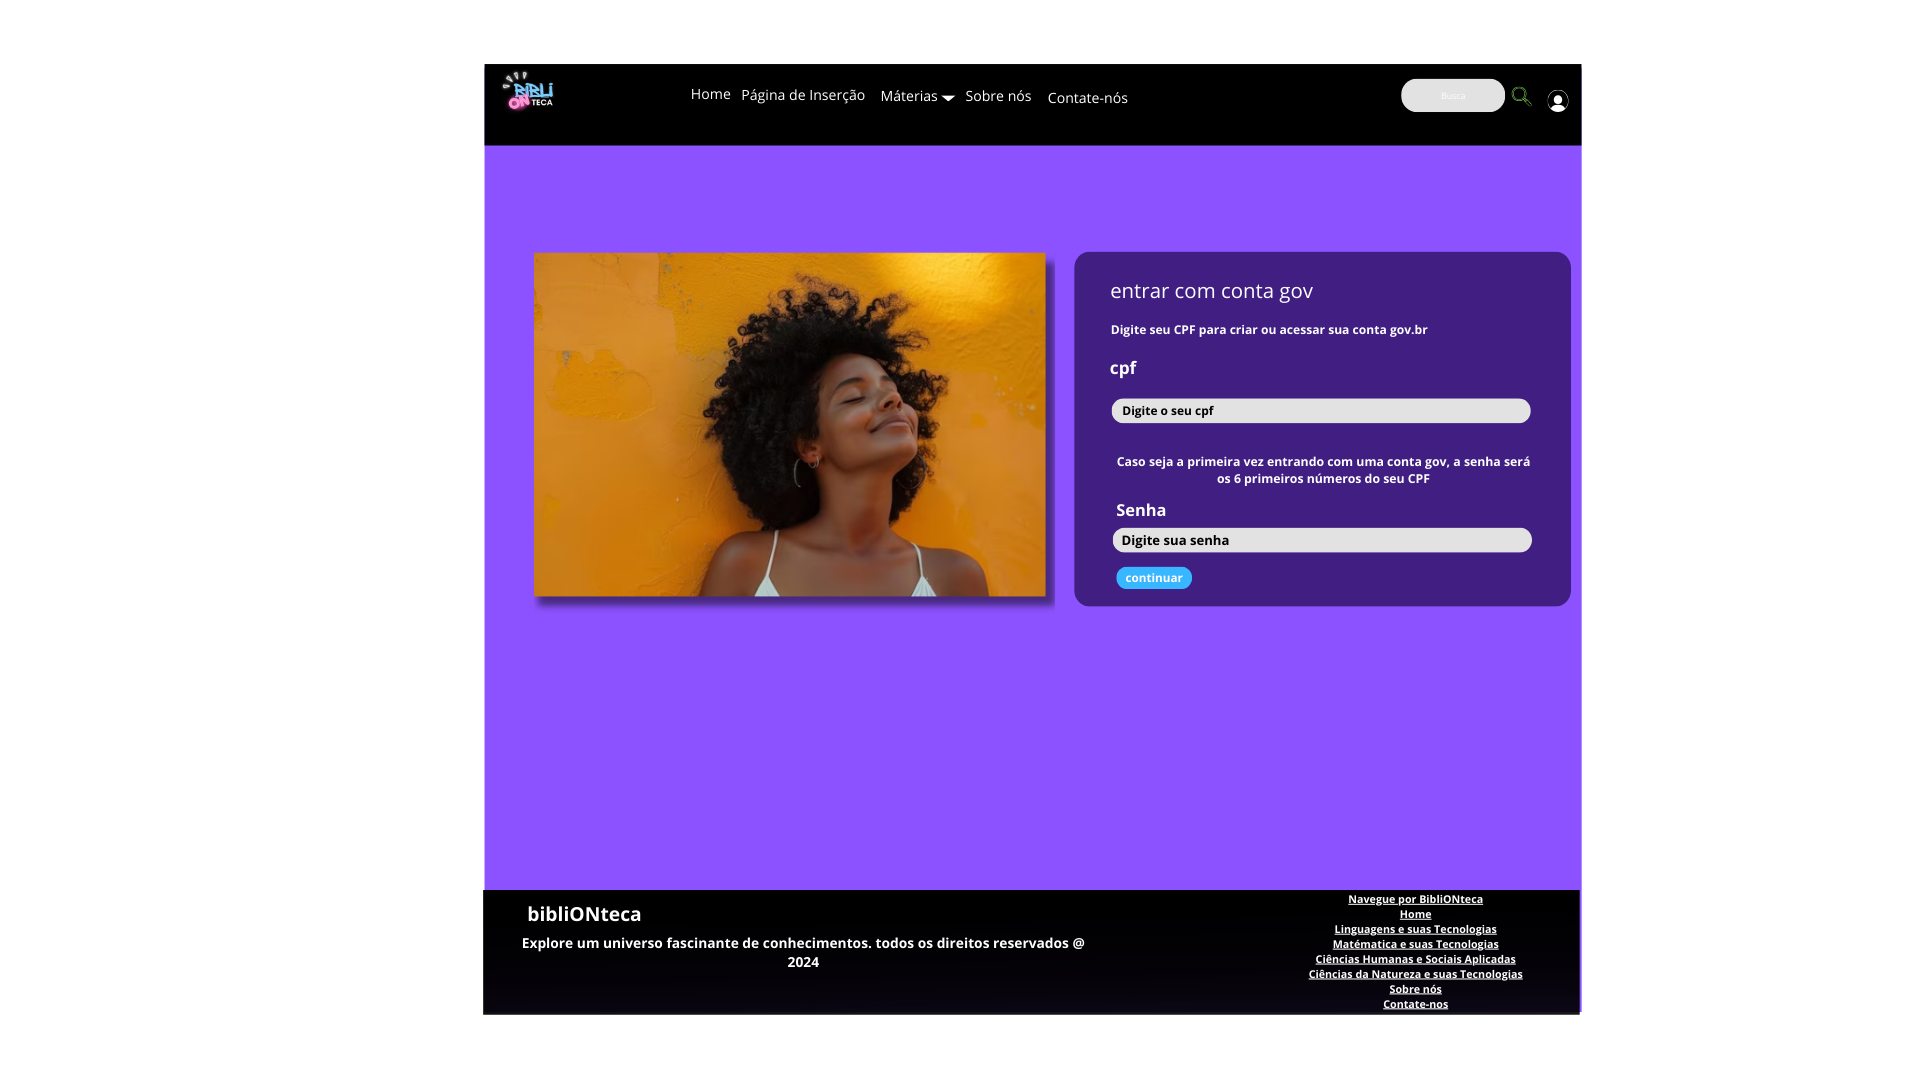 BiBLi
ON TECA
Home Página de Inserção Máterias Sobre nós Contate-nós
Busca
entrar com conta gov
Digite seu CPF para criar ou acessar sua conta gov.br
cpf
Digite o seu cpf
Caso seja a primeira vez entrando com uma conta gov, a senha será
os 6 primeiros números do seu CPF
Senha
Digite sua senha
continuar
bibliONteca
Explore um universo fascinante de conhecimentos. todos os direitos reservados @
2024
Navegue por BibliONteca
Home
Linguagens e suas Tecnologias
Matématica e suas Tecnologias
Ciências Humanas e Sociais Aplicadas
Ciências da Natureza e suas Tecnologias
Sobre nós
Contate-nos